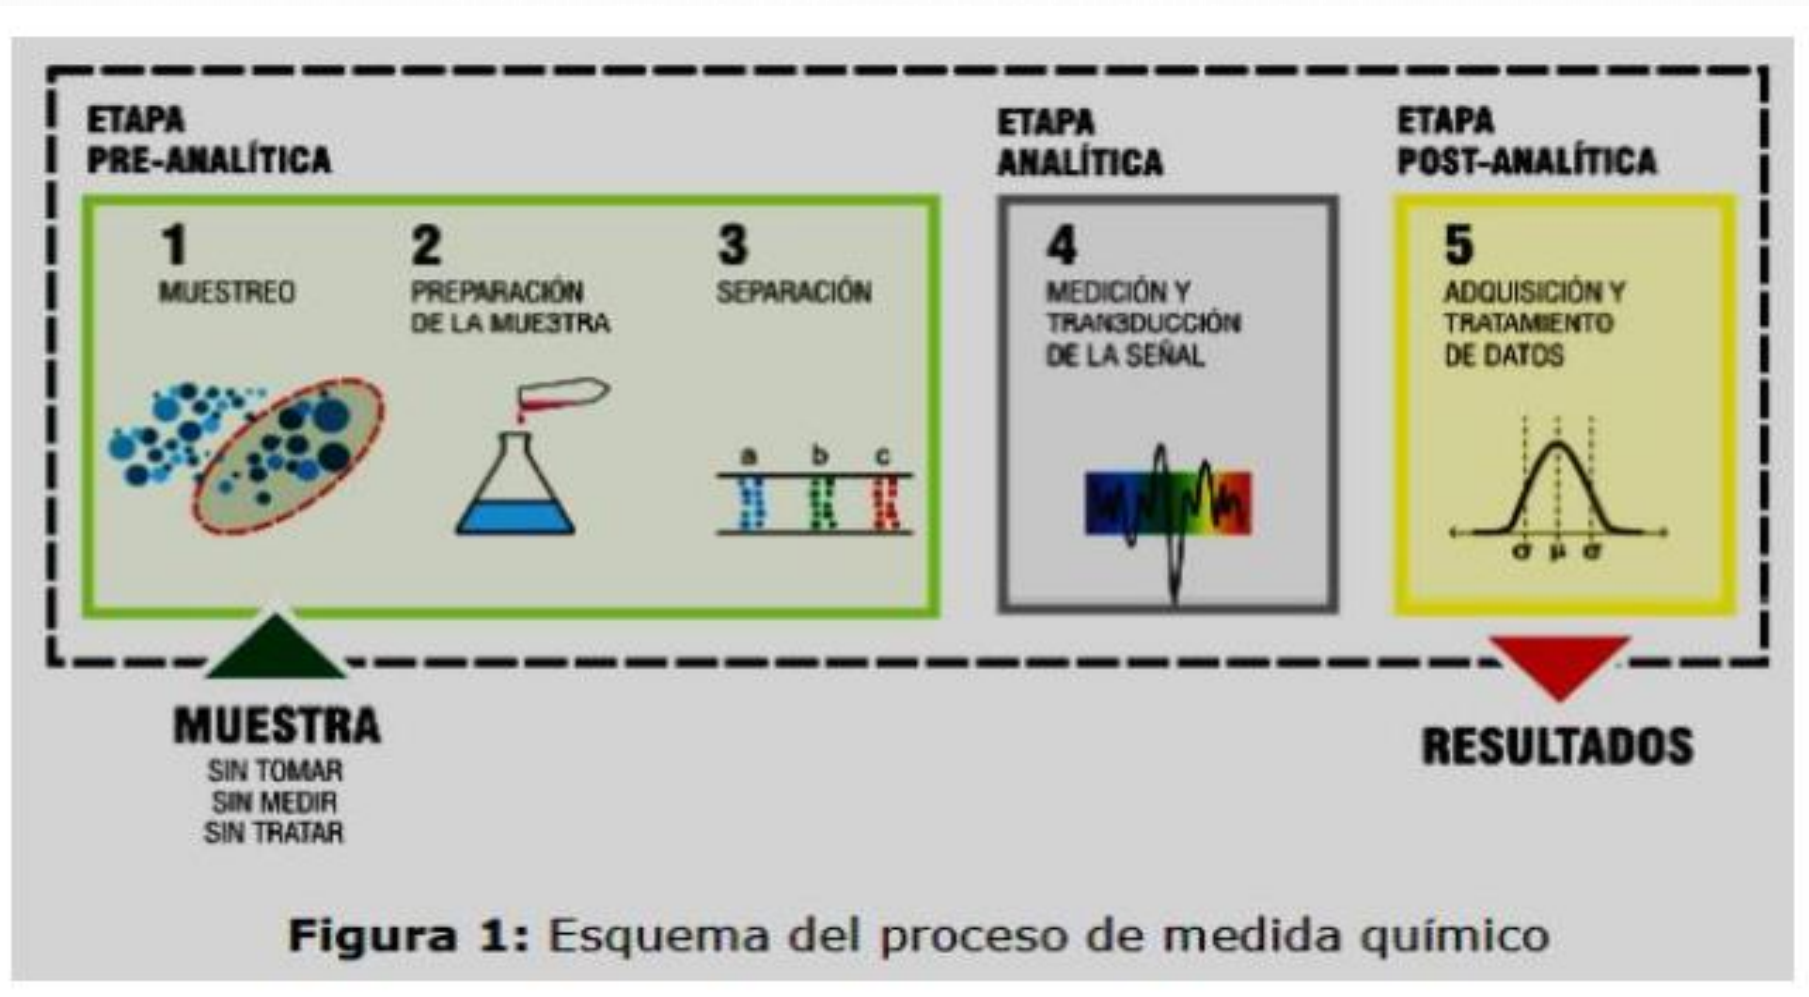 ETAPA
PRE-ANALÍTICA
1
MUESTREO
2
PREPARACIÓN
DE LA MUE3TRA
3
SEPARACIÓN
a b c
ETAPA
ANALÍTICA
4
MEDICIÓN Y
TRAN3DUCCIÓN
DE LA SEÑAL
ETAPA
POST-ANALÍTICA
5
ADQUISICIÓN Y
TRATAMIENTO
DE DATOS
σ μ σ
MUESTRA
SIN TOMAR
SIN MEDIR
SIN TRATAR
RESULTADOS
Figura 1: Esquema del proceso de medida químico